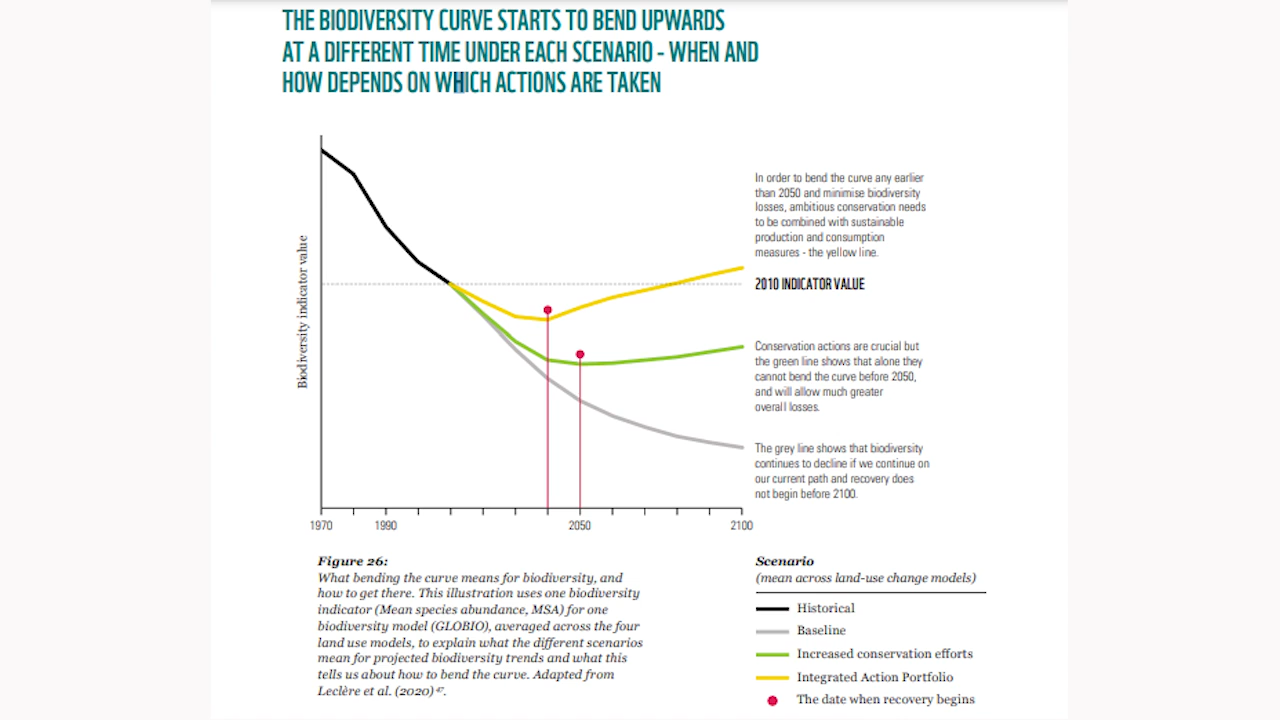 THE BIODIVERSITY CURVE STARTS TO BEND UPWARDS
AT A DIFFERENT TIME UNDER EACH SCENARIO - WHEN AND
HOW DEPENDS ON WHICH ACTIONS ARE TAKEN
Biodiversity indicator value
In order to bend the curve any earlier
than 2050 and minimise biodiversity
losses, ambitious conservation needs
to be combined with sustainable
production and consumption
measures - the yellow line.
2010 INDICATOR VALUE
Conservation actions are crucial but
the green line shows that alone they
cannot bend the curve before 2050,
and will allow much greater
overall losses.
The grey line shows that biodiversity
continues to decline if we continue on
our current path and recovery does
not begin before 2100.
1970 1990 2050 2100
Figure 26:
What bending the curve means for biodiversity, and
how to get there. This illustration uses one biodiversity
indicator (Mean species abundance, MSA) for one
biodiversity model (GLOBIO), averaged across the four
land use models, to explain what the different scenarios
mean for projected biodiversity trends and what this
tells us about how to bend the curve. Adapted from
Leclère et al. (2020) 47.
Scenario
(mean across land-use change models)
Historical
Baseline
Increased conservation efforts
Integrated Action Portfolio
The date when recovery begins